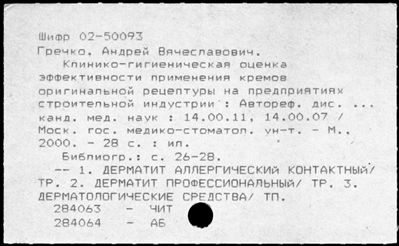 Шифр 02-50093
Гречко, Андрей Вячеславович.
Клинико-гигиеническая оценка
эффективности применения кремов
оригинальной рецептуры на предприятиях
строительной индустрии : Автореф. дис. ...
канд. мед. наук : 14.00.11, 14.00.07 /
Моск. гос. медико-стоматол. ун-т. - М.,
2000. - 28 с. : ил.
Библиогр.: с. 26-28.
-- 1. ДЕРМАТИТ АЛЛЕРГИЧЕСКИЙ КОНТАКТНЫЙ/
ТР. 2. ДЕРМАТИТ ПРОФЕССИОНАЛЬНЫЙ/ ТР. 3.
ДЕРМАТОЛОГИЧЕСКИЕ СРЕДСТВА/ ТП.
284063 - ЧИТ
284064 - АБ